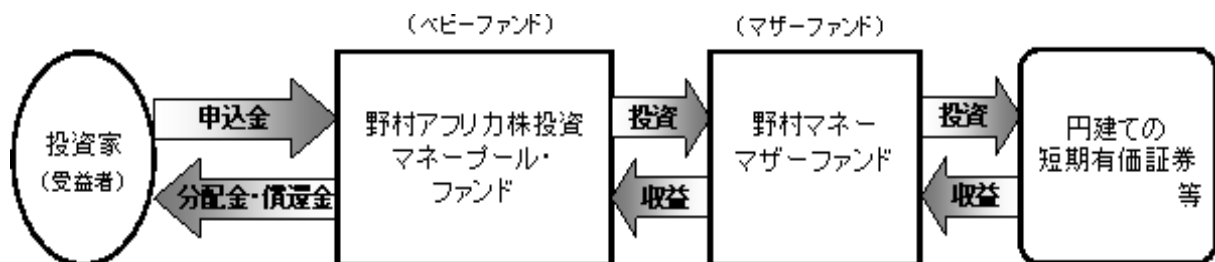 （ベビーファンド）
（マザーファンド）
投資家
（受益者）
申込金
分配金・償還金
野村アフリカ株投資
マネープール・
ファンド
投資
収益
野村マネー
マザーファンド
投資
収益
円建ての
短期有価証券
等